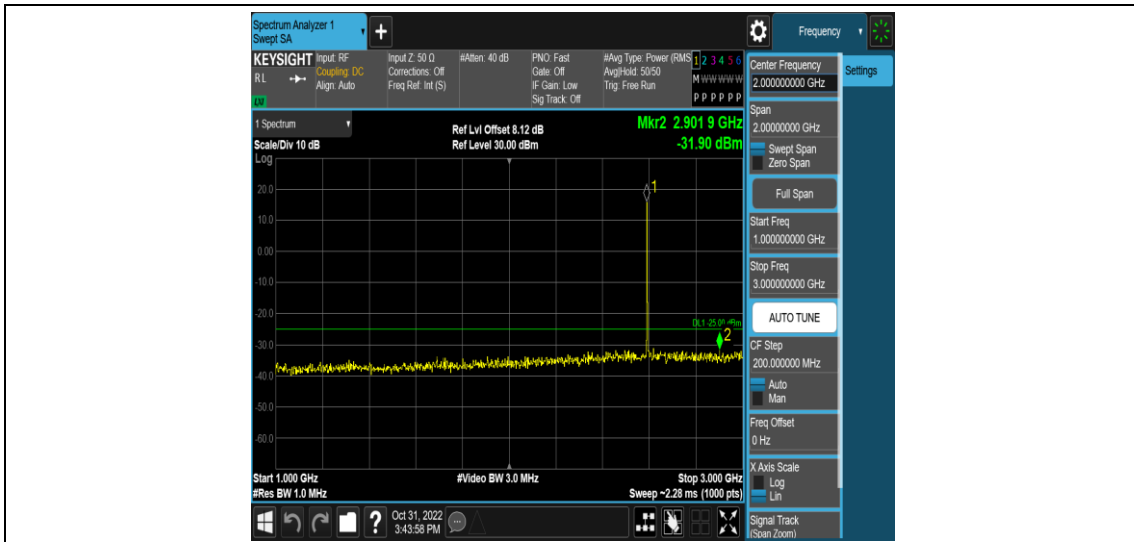 Spectrum Analyzer 1
Swept SA
+
Frequency
KEYSIGHT
RL
LXI
Input: RF
Coupling: DC
Align: Auto
Input Z: 50 Ω
Corrections: Off
Freq Ref: Int (S)
#Atten: 40 dB
PNO: Fast
Gate: Off
IF Gain: Low
Sig Track: Off
#Avg Type: Power (RMS
Avg|Hold: 50/50
Trig: Free Run
1 2 3 4 5 6
M W W W W W
P P P P P P
1 Spectrum
Scale/Div 10 dB
Log
Ref Lvl Offset 8.12 dB
Ref Level 30.00 dBm
Mkr2 2.901 9 GHz
-31.90 dBm
20.0
10.0
0.00
-10.0
-20.0
-30.0
-40.0
-50.0
-60.0
1
DL1 -25.00 dBm
2
Start 1.000 GHz
#Res BW 1.0 MHz
#Video BW 3.0 MHz
Stop 3.000 GHz
Sweep ~2.28 ms (1000 pts)
Center Frequency
2.000000000 GHz
Settings
Span
2.00000000 GHz
Swept Span
Zero Span
Full Span
Start Freq
1.000000000 GHz
Stop Freq
3.000000000 GHz
AUTO TUNE
CF Step
200.000000 MHz
Auto
Man
Freq Offset
0 Hz
X Axis Scale
Log
Lin
Signal Track
(Span Zoom)
?
Oct 31, 2022
3:43:58 PM